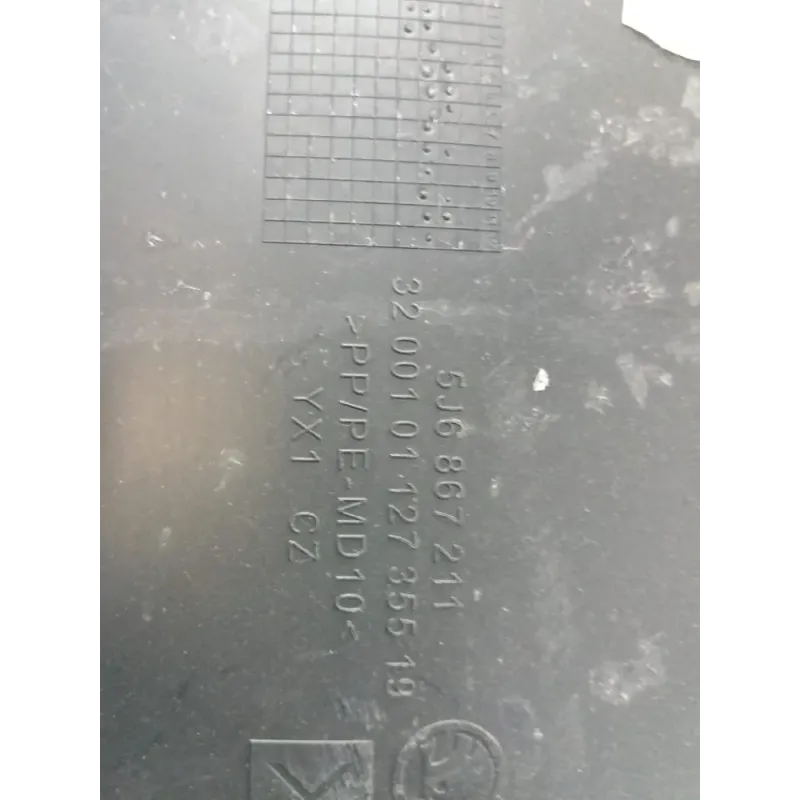 5J6 867 211
32 001 01 127 355 19
>PP/PE-MD10<
YX1 CZ